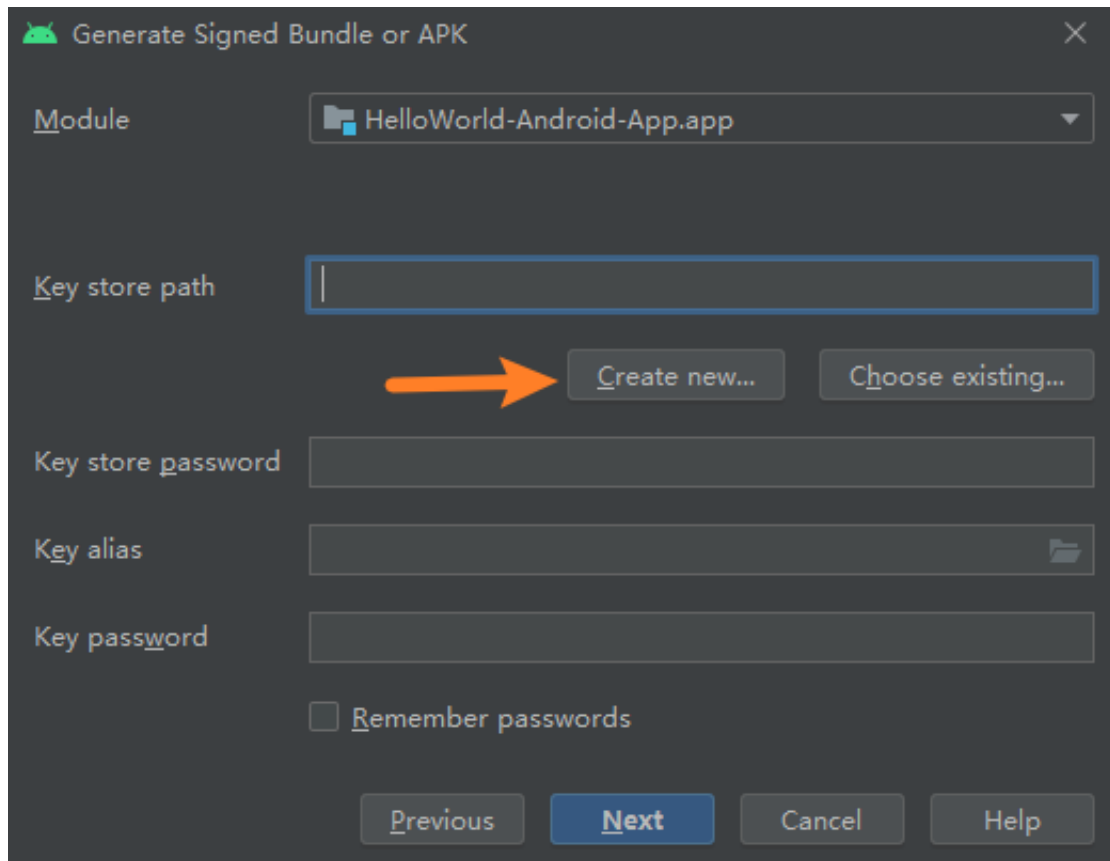 Generate Signed Bundle or APK
Module
HelloWorld-Android-App.app
Key store path
Create new...
Choose existing...
Key store password
Key alias
Key password
Remember passwords
Previous
Next
Cancel
Help